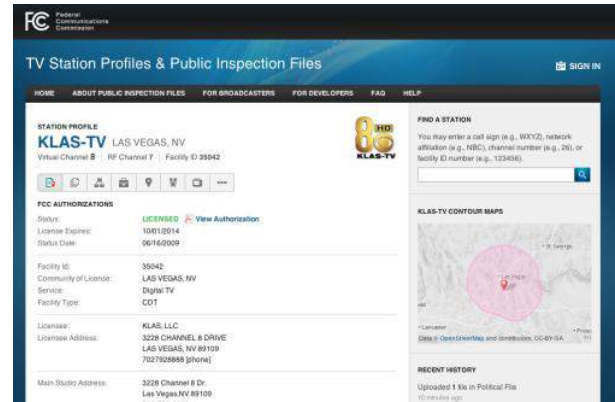 FCC
Federal
Communications
Commission
TV Station Profiles & Public Inspection Files
SIGN IN
HOME ABOUT PUBLIC INSPECTION FILES FOR BROADCASTERS FOR DEVELOPERS FAQ HELP
STATION PROFILE
KLAS-TV LAS VEGAS, NV
Virtual Channel 8 RF Channel 7 Facility ID 35042
8 HD
KLAS-TV
FCC AUTHORIZATIONS
Status: LICENSED View Authorization
License Expires: 10/01/2014
Status Date: 06/16/2009
Facility Id: 35042
Community of License: LAS VEGAS, NV
Service: Digital TV
Facility Type: CDT
Licensee: KLAS, LLC
Licensee Address: 3228 CHANNEL 8 DRIVE
LAS VEGAS, NV 89109
7027928888 [phone]
Main Studio Address: 3228 Channel 8 Dr.
Las Vegas,NV 89109
FIND A STATION
You may enter a call sign (e.g., WXYZ), network
affiliation (e.g., NBC), channel number (e.g., 26), or
facility ID number (e.g., 123456).
KLAS-TV CONTOUR MAPS
St. George
Las Vegas
Lancaster
Data © OpenStreetMap and contributors, CC-BY-SA
RECENT HISTORY
Uploaded 1 file in Political File
10 minutes ago